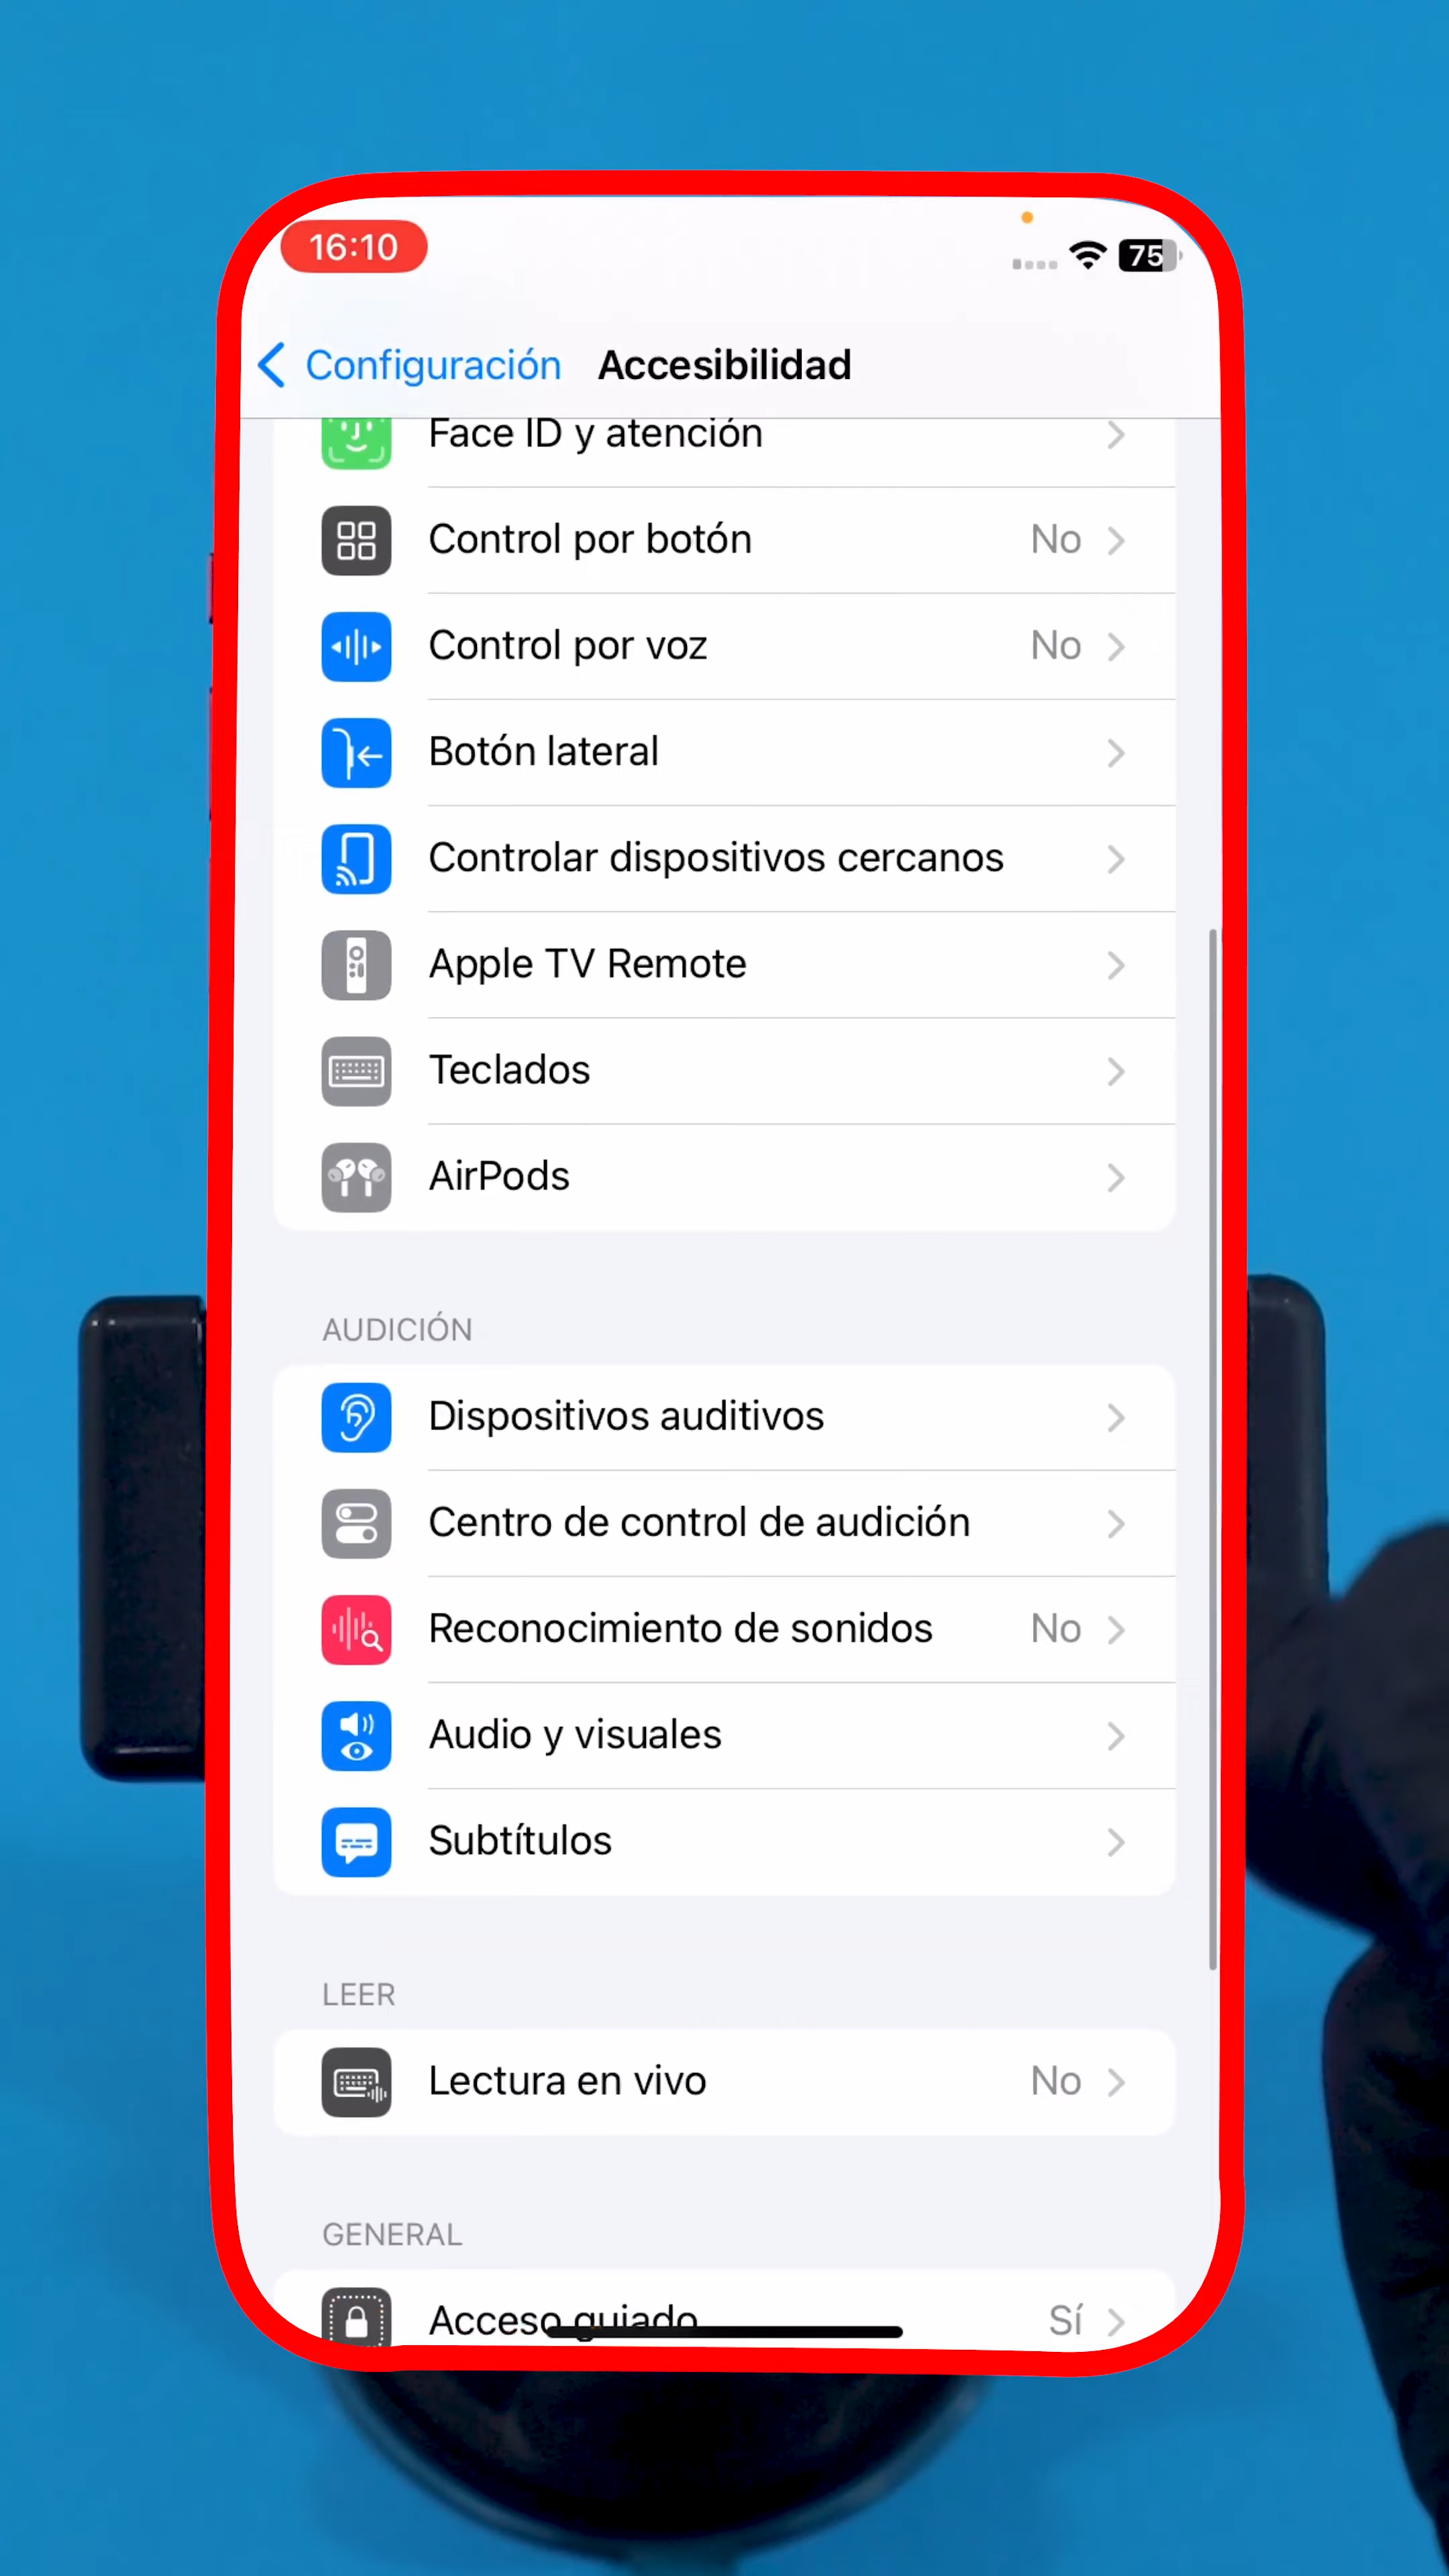 16:10
75
Configuración Accesibilidad
Face ID y atención
Control por botón No
Control por voz No
Botón lateral
Controlar dispositivos cercanos
Apple TV Remote
Teclados
AirPods
AUDICIÓN
Dispositivos auditivos
Centro de control de audición
Reconocimiento de sonidos No
Audio y visuales
Subtítulos
LEER
Lectura en vivo No
GENERAL
Acceso guiado Sí